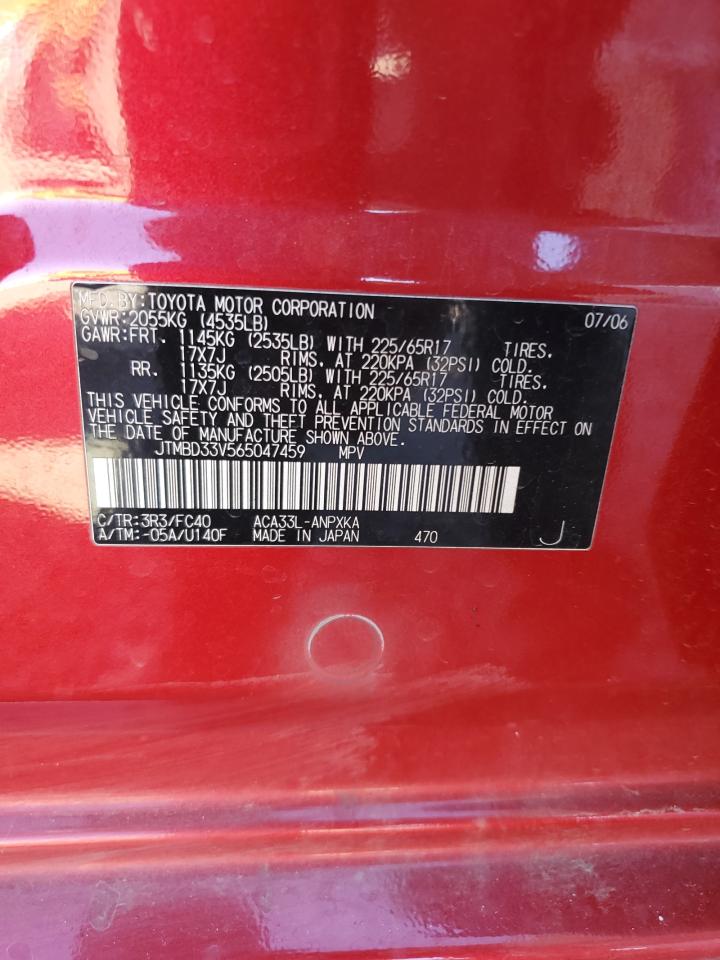 MFD.BY:TOYOTA MOTOR CORPORATION 07/06
GVWR:2055KG (4535LB)
GAWR:FRT. 1145KG (2535LB) WITH 225/65R17 TIRES,
17X7J RIMS, AT 220KPA (32PSI) COLD.
RR. 1135KG (2505LB) WITH 225/65R17 TIRES,
17X7J RIMS, AT 220KPA (32PSI) COLD.
THIS VEHICLE CONFORMS TO ALL APPLICABLE FEDERAL MOTOR
VEHICLE SAFETY AND THEFT PREVENTION STANDARDS IN EFFECT ON
THE DATE OF MANUFACTURE SHOWN ABOVE.
JTMBD33V565047459 MPV
C/TR:3R3/FC40 ACA33L-ANPXKA
A/TM:-05A/U140F MADE IN JAPAN 470 J